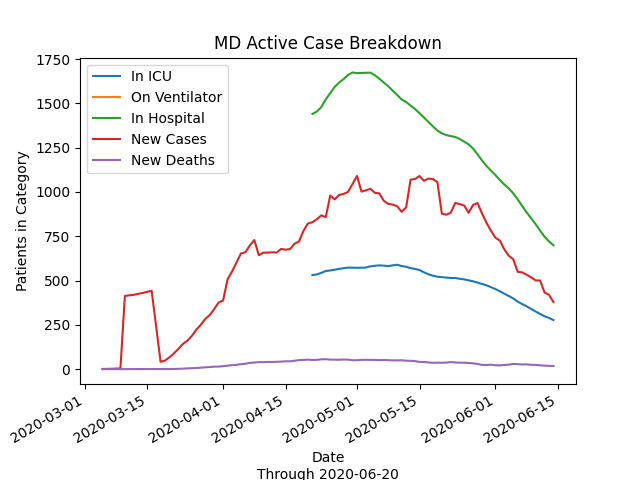 MD Active Case Breakdown
In ICU
On Ventilator
In Hospital
New Cases
New Deaths
Patients in Category
1750
1500
1250
1000
750
500
250
0
2020-03-01
2020-03-15
2020-04-01
2020-04-15
2020-05-01
2020-05-15
2020-06-01
2020-06-15
Date
Through 2020-06-20